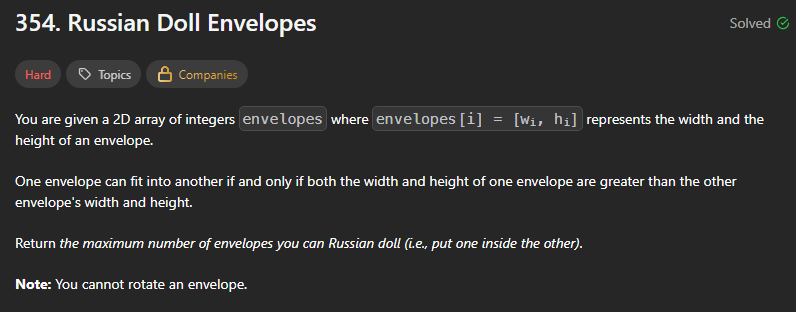 354. Russian Doll Envelopes
Solved
Hard Topics Companies
You are given a 2D array of integers envelopes where envelopes[i] = [wᵢ, hᵢ] represents the width and the
height of an envelope.
One envelope can fit into another if and only if both the width and height of one envelope are greater than the other
envelope's width and height.
Return the maximum number of envelopes you can Russian doll (i.e., put one inside the other).
Note: You cannot rotate an envelope.